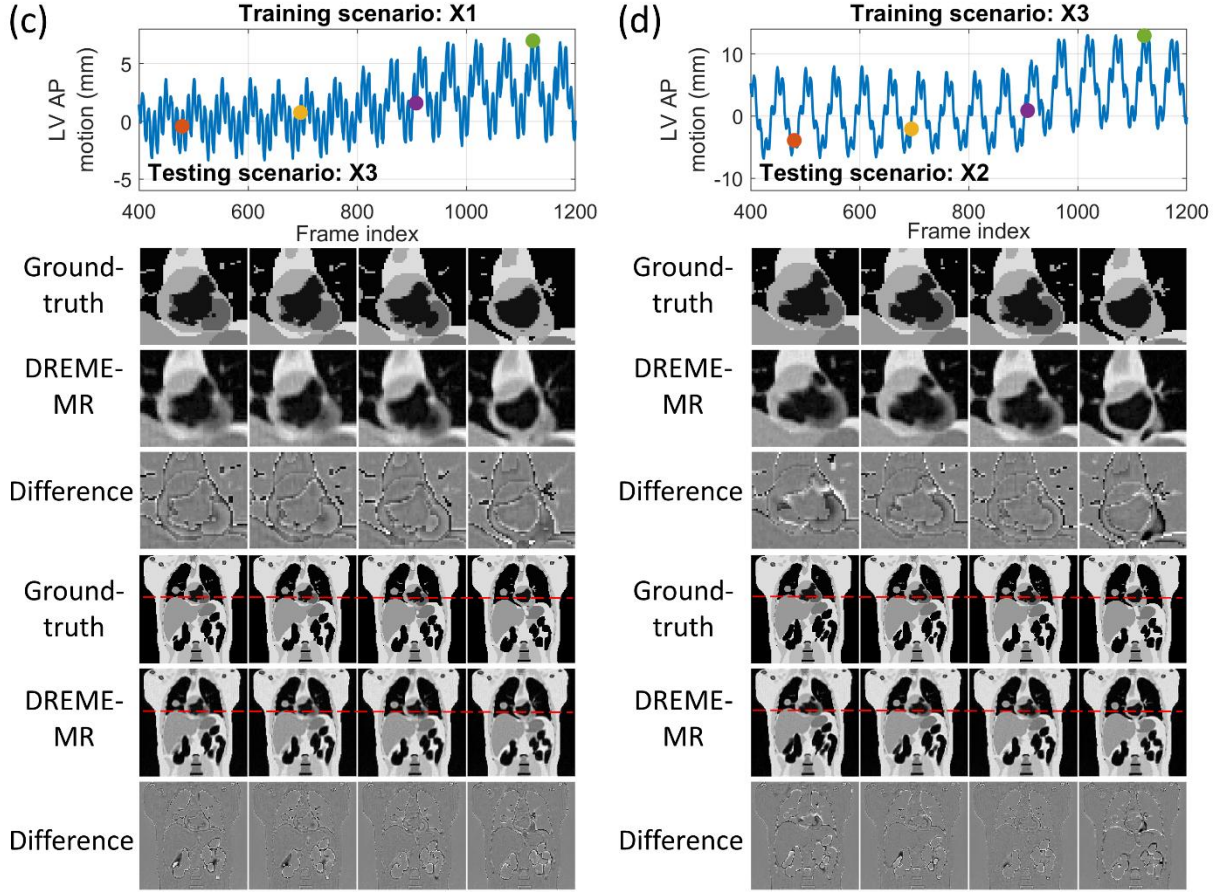 (c)
Training scenario: X1
LV AP
motion (mm)
5
0
-5
Testing scenario: X3
400
600
800
1000
1200
Frame index
Ground-
truth
DREME-
MR
Difference
Ground-
truth
DREME-
MR
Difference
(d)
Training scenario: X3
LV AP
motion (mm)
10
0
-10
Testing scenario: X2
400
600
800
1000
1200
Frame index
Ground-
truth
DREME-
MR
Difference
Ground-
truth
DREME-
MR
Difference